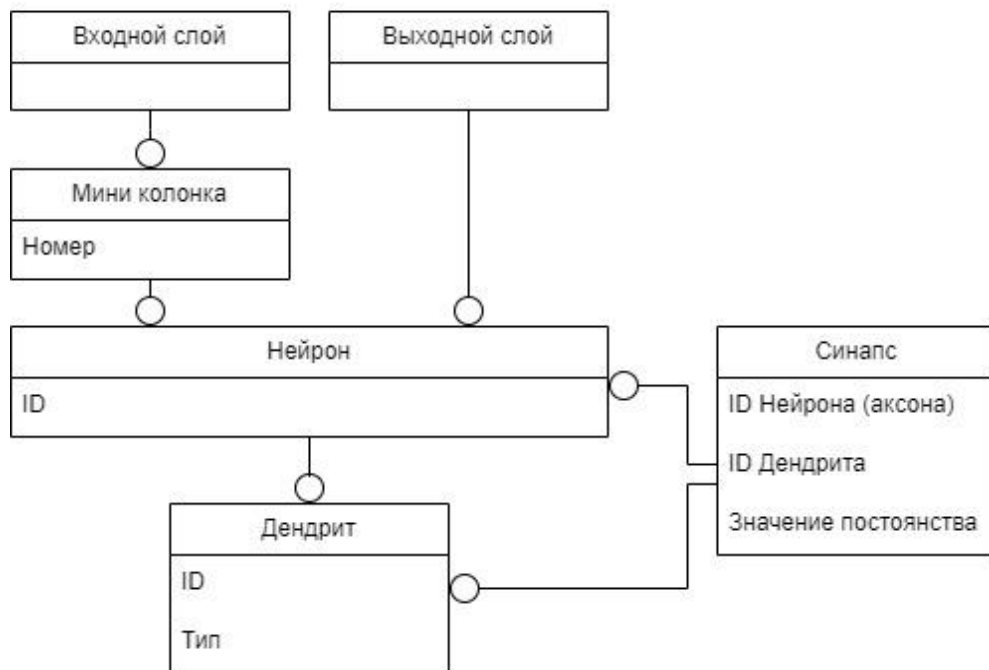 Входной слой
Выходной слой
Мини колонка
Номер
Нейрон
ID
Синапс
ID Нейрона (аксона)
ID Дендрита
Значение постоянства
Дендрит
ID
Тип